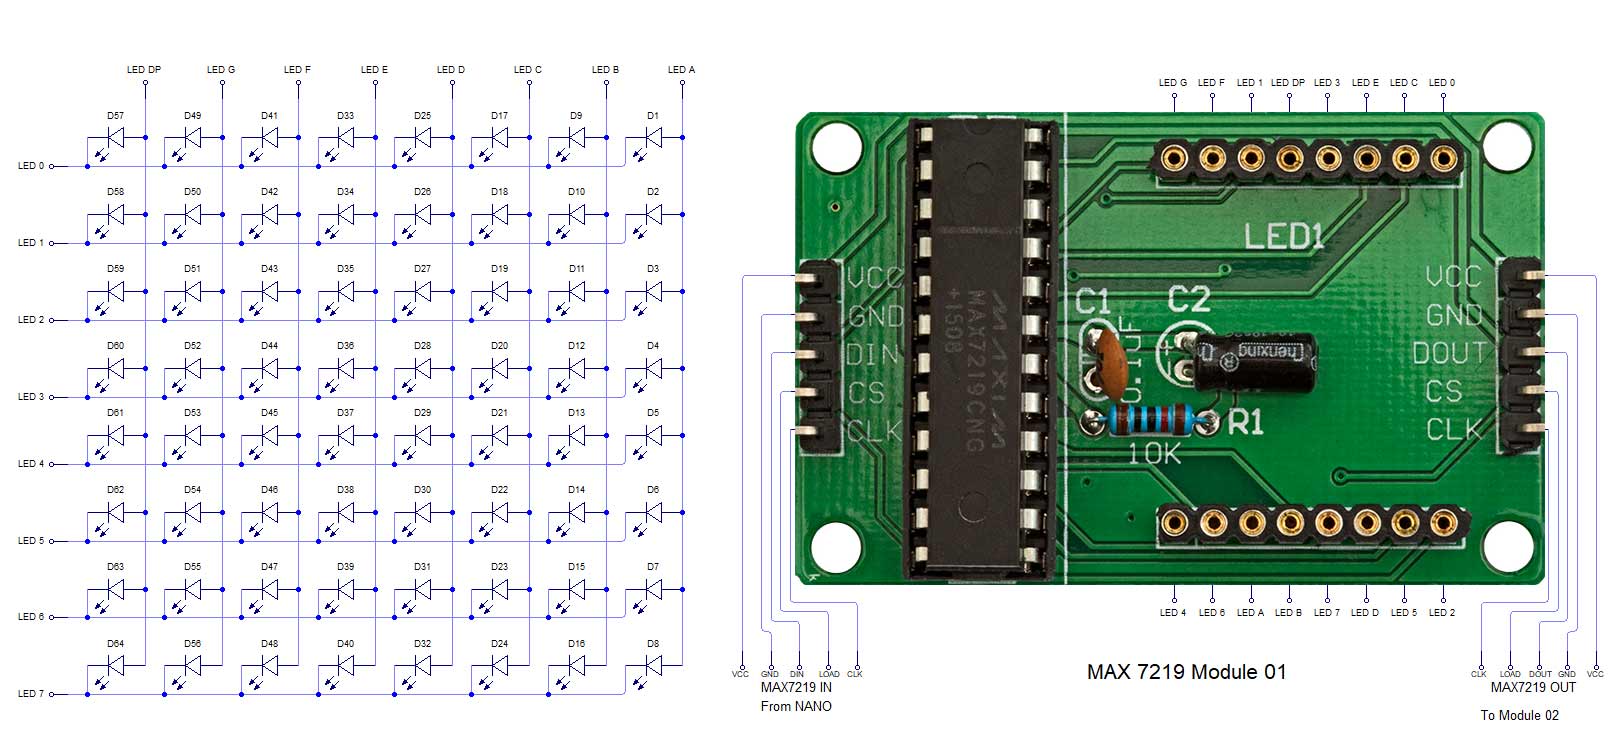 LED DP LED G LED F LED E LED D LED C LED B LED A
D57 D49 D41 D33 D25 D17 D9 D1
LED 0
D58 D50 D42 D34 D26 D18 D10 D2
LED 1
D59 D51 D43 D35 D27 D19 D11 D3
LED 2
D60 D52 D44 D36 D28 D20 D12 D4
LED 3
D61 D53 D45 D37 D29 D21 D13 D5
LED 4
D62 D54 D46 D38 D30 D22 D14 D6
LED 5
D63 D55 D47 D39 D31 D23 D15 D7
LED 6
D64 D56 D48 D40 D32 D24 D16 D8
LED 7
LED G LED F LED 1 LED DP LED 3 LED E LED C LED 0
LED1
VCC
GND
DIN
CS
CLK
MAXIM
MAX7219CNG
+1508
C1
0.1UF
C2
Chenxing
R1
10K
VCC
GND
DOUT
CS
CLK
LED 4 LED 6 LED A LED B LED 7 LED D LED 5 LED 2
VCC GND DIN LOAD CLK
MAX7219 IN
From NANO
MAX 7219 Module 01
CLK LOAD DOUT GND VCC
MAX7219 OUT
To Module 02